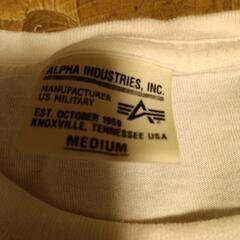 ALPHA INDUSTRIES, INC.
MANUFACTURER
US MILITARY
EST. OCTOBER 1959
KNOXVILLE, TENNESSEE USA
MEDIUM